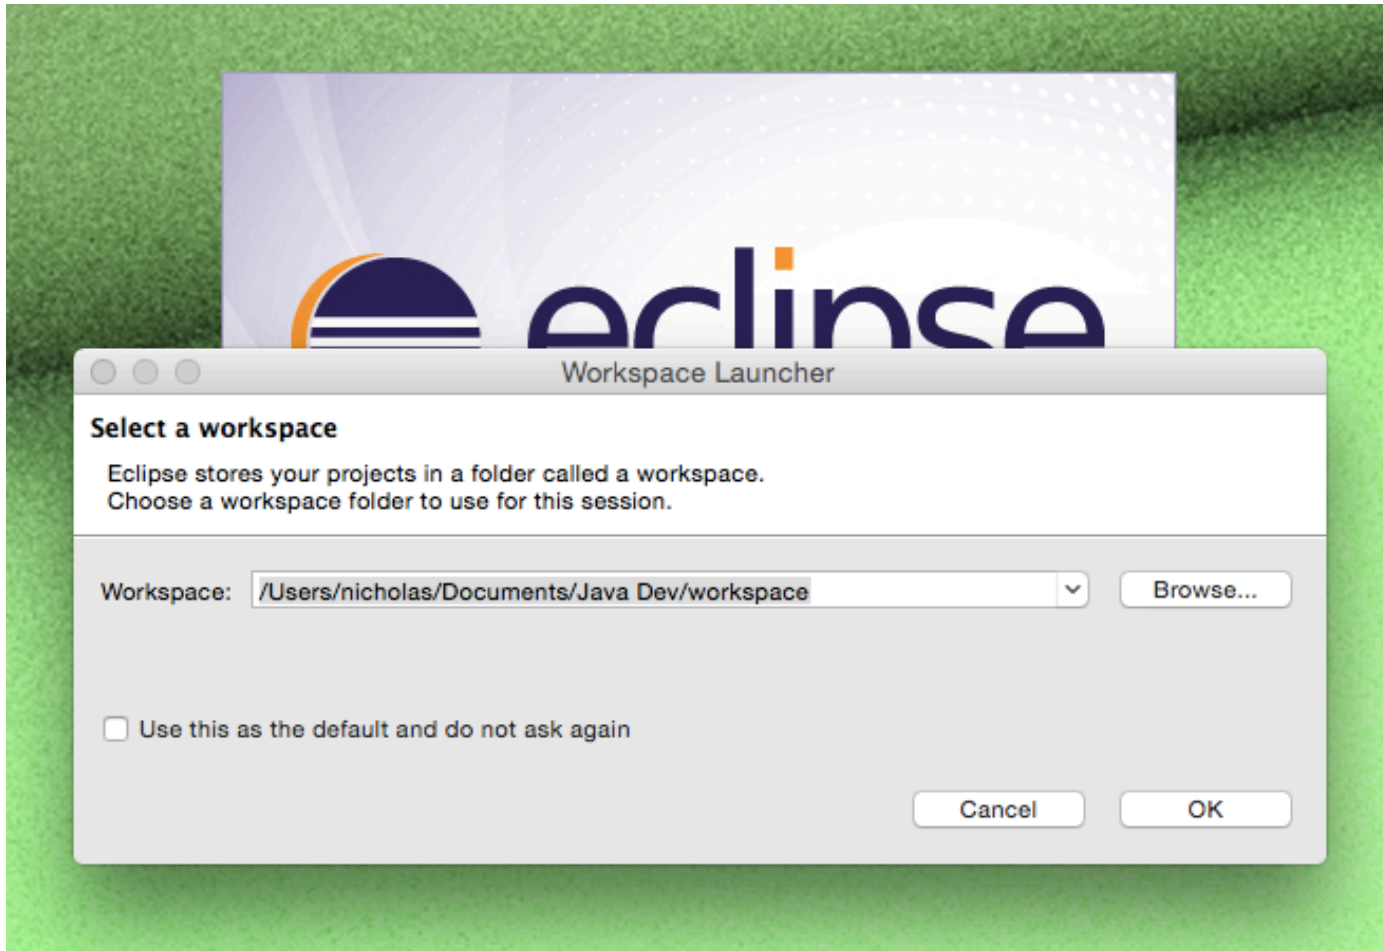 eclipse
Workspace Launcher
Select a workspace
Eclipse stores your projects in a folder called a workspace.
Choose a workspace folder to use for this session.
Workspace: /Users/nicholas/Documents/Java Dev/workspace Browse...
Use this as the default and do not ask again
Cancel OK